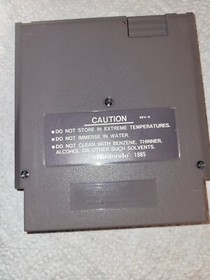 CAUTION
REV-A
● DO NOT STORE IN EXTREME TEMPERATURES.
● DO NOT IMMERSE IN WATER.
● DO NOT CLEAN WITH BENZENE, THINNER,
ALCOHOL OR OTHER SUCH SOLVENTS.
©Nintendo 1985